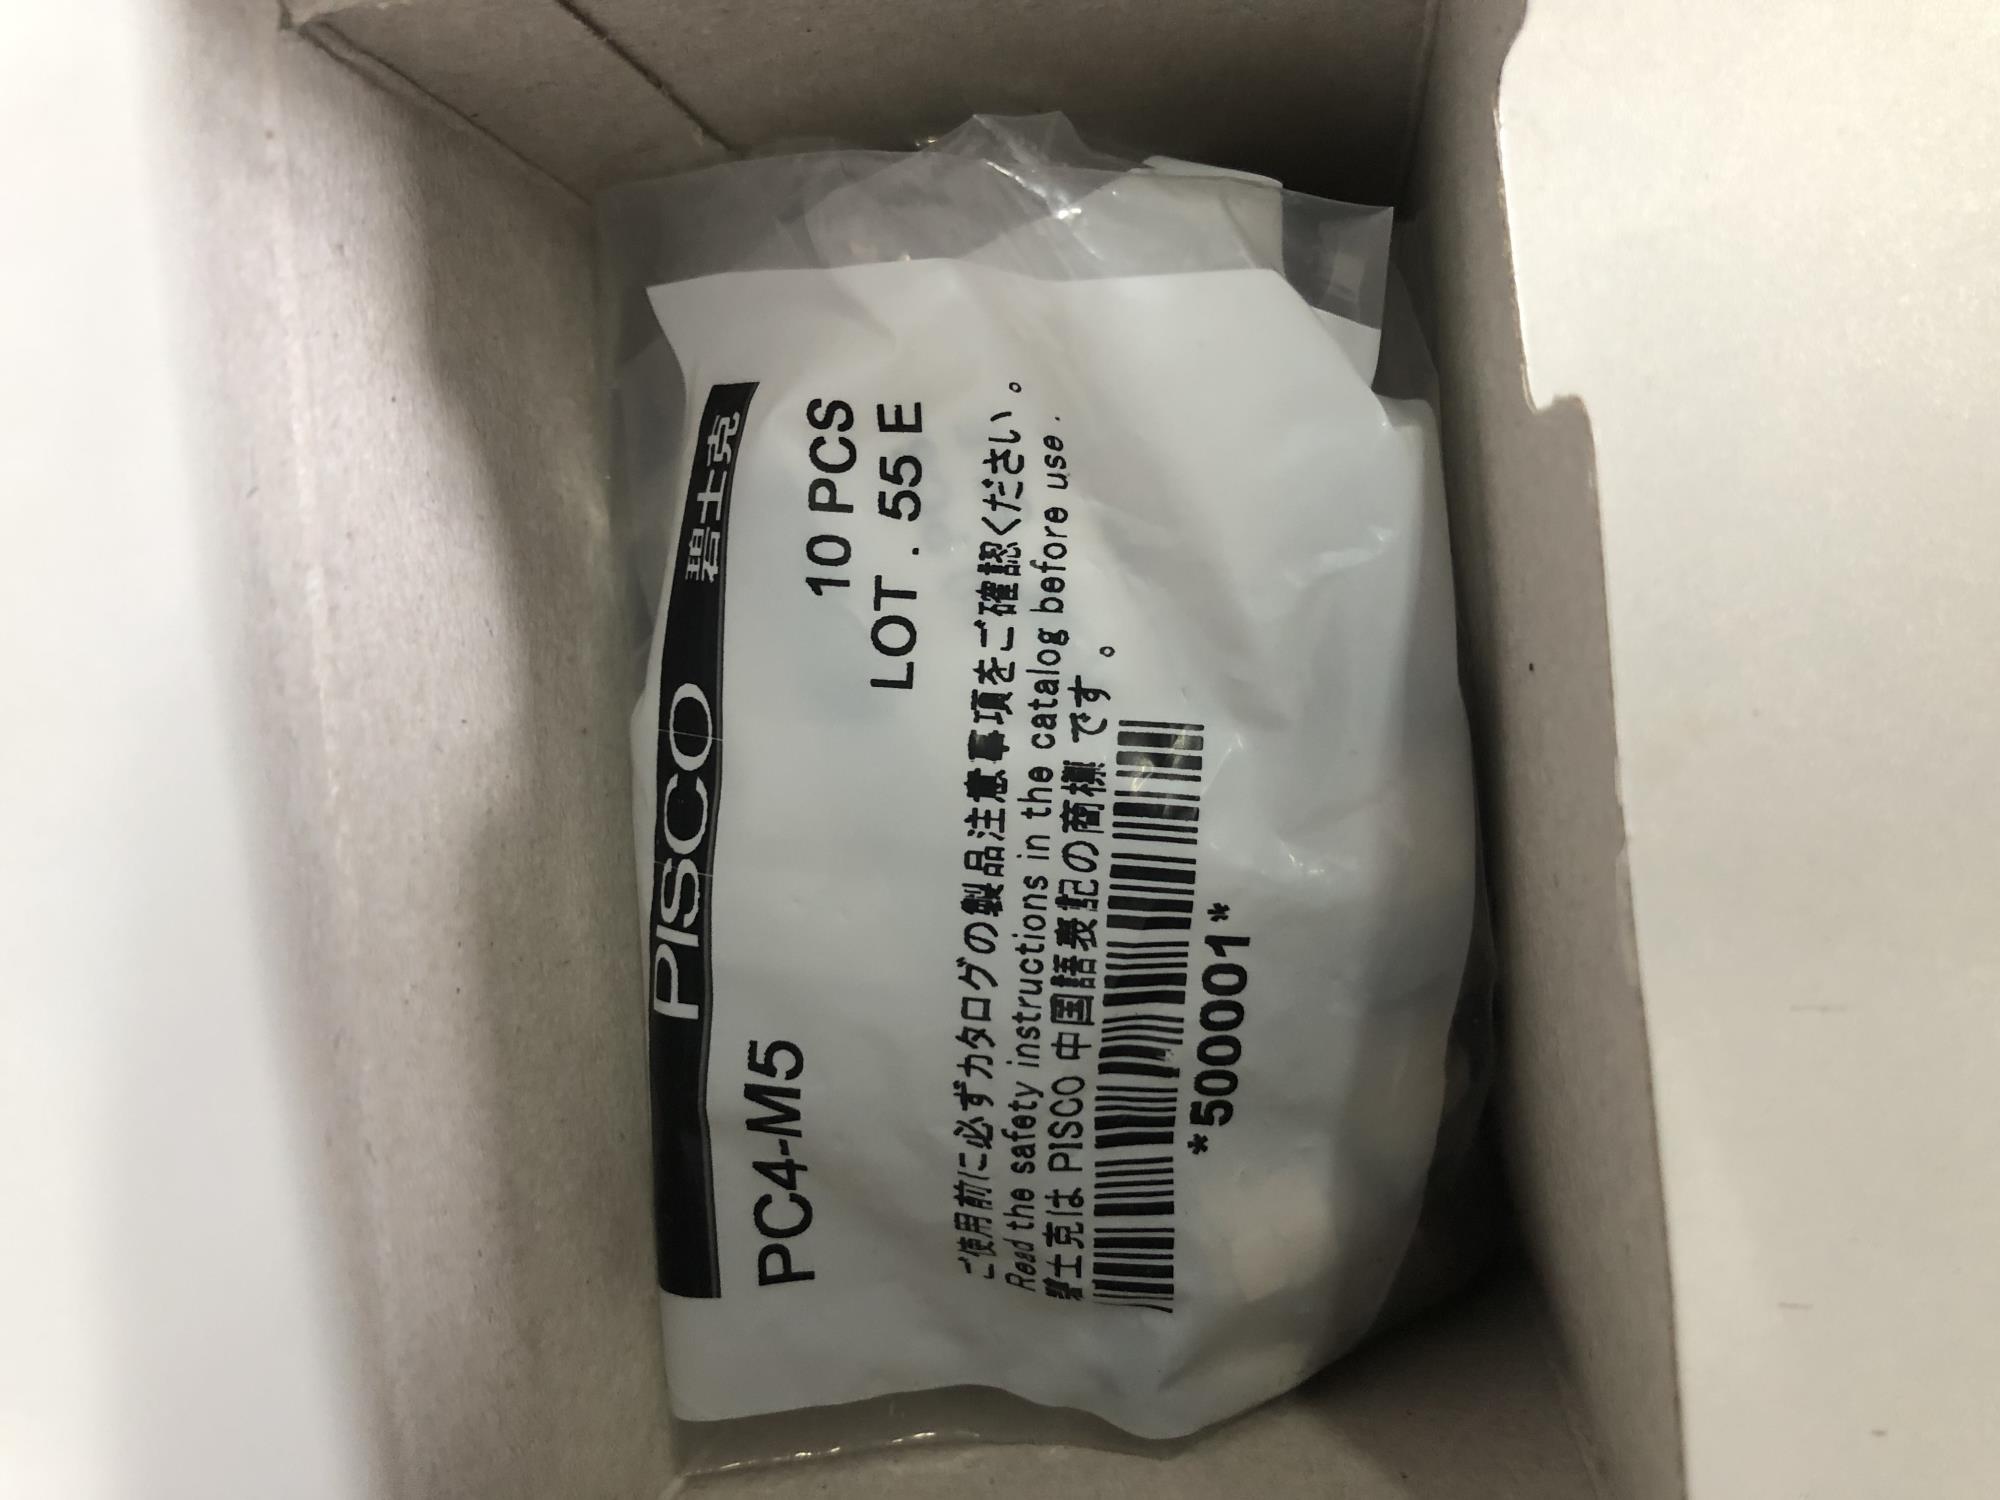 PISCO 碧士克
PC4-M5
10 PCS
LOT . 55E
ご使用前に必ずカタログの製品注意事項をご確認ください。
Read the safety instructions in the catalog before use.
碧士克は PISCO 中国語表記の商標 です。
*500001*